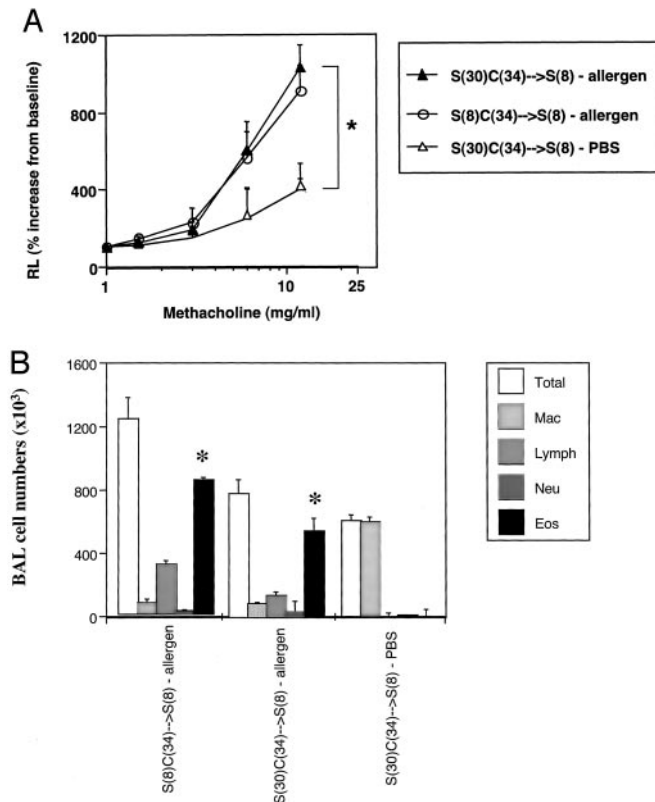 A
1200
800
400
0
RL (% increase from baseline)
1
10
25
Methacholine (mg/ml)
*
S(30)C(34)-->S(8) - allergen
S(8)C(34)-->S(8) - allergen
S(30)C(34)-->S(8) - PBS
B
1600
1200
800
400
0
BAL cell numbers (x10³)
*
*
S(8)C(34)-->S(8) - allergen
S(30)C(34)-->S(8) - allergen
S(30)C(34)-->S(8) - PBS
Total
Mac
Lymph
Neu
Eos